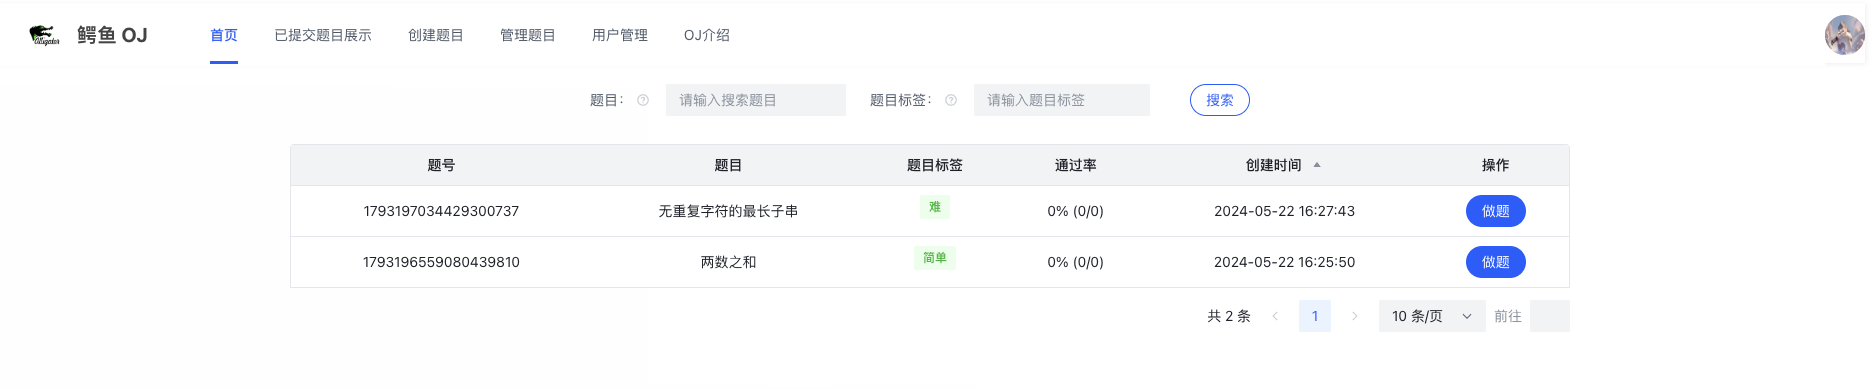 Alligator 鳄鱼 OJ 首页 已提交题目展示 创建题目 管理题目 用户管理 OJ介绍
题目: 请输入搜索题目 题目标签: 请输入题目标签 搜索
题号 题目 题目标签 通过率 创建时间 操作
1793197034429300737 无重复字符的最长子串 难 0% (0/0) 2024-05-22 16:27:43 做题
1793196559080439810 两数之和 简单 0% (0/0) 2024-05-22 16:25:50 做题
共 2 条 1 10 条/页 前往